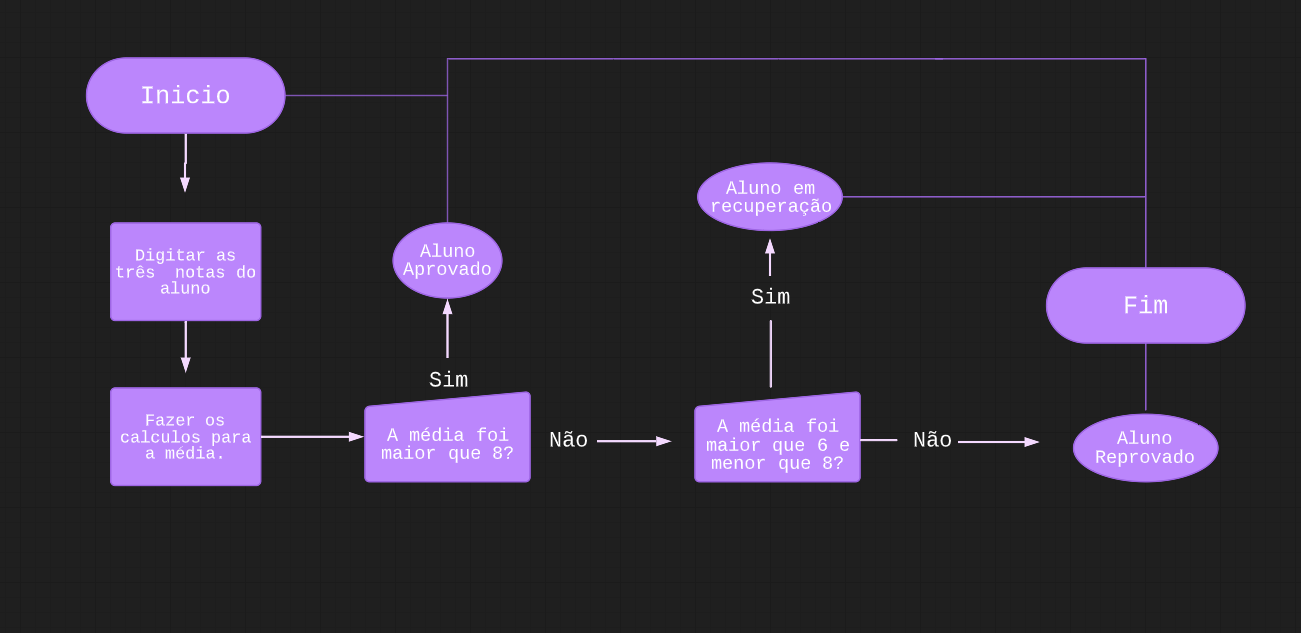 Inicio
Digitar as
três  notas do
aluno
Fazer os
calculos para
a média.
Aluno
Aprovado
Sim
A média foi
maior que 8?
Não
Aluno em
recuperação
Sim
A média foi
maior que 6 e
menor que 8?
Não
Fim
Aluno
Reprovado